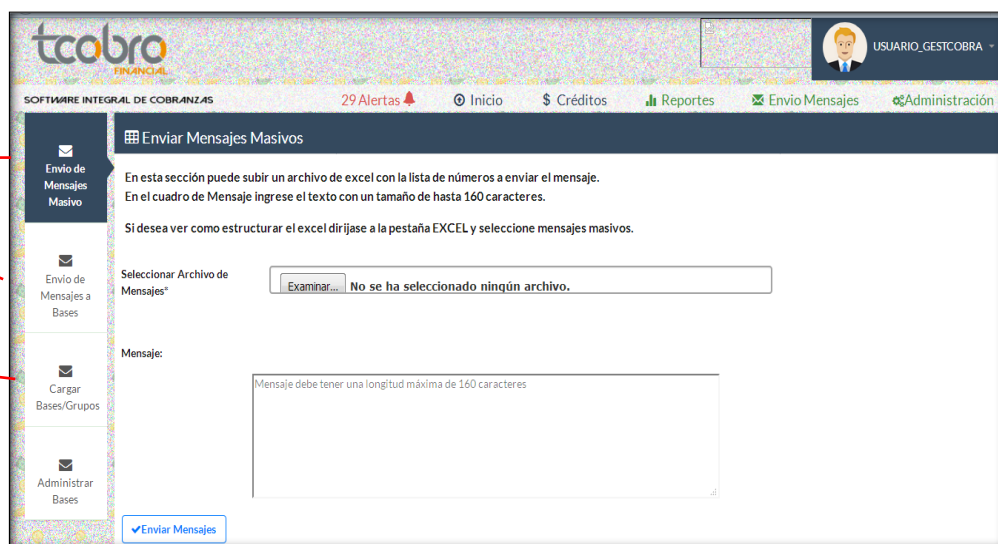 tcobro
FINANCIAL
USUARIO_GESTCOBRA
SOFTWARE INTEGRAL DE COBRANZAS
29 Alertas
Inicio
$ Créditos
Reportes
Envio Mensajes
Administración
Envio de
Mensajes
Masivo
Envio de
Mensajes a
Bases
Cargar
Bases/Grupos
Administrar
Bases
Enviar Mensajes Masivos
En esta sección puede subir un archivo de excel con la lista de números a enviar el mensaje.
En el cuadro de Mensaje ingrese el texto con un tamaño de hasta 160 caracteres.
Si desea ver como estructurar el excel dirijase a la pestaña EXCEL y seleccione mensajes masivos.
Seleccionar Archivo de
Mensajes*
Examinar... No se ha seleccionado ningún archivo.
Mensaje:
Mensaje debe tener una longitud máxima de 160 caracteres
Enviar Mensajes